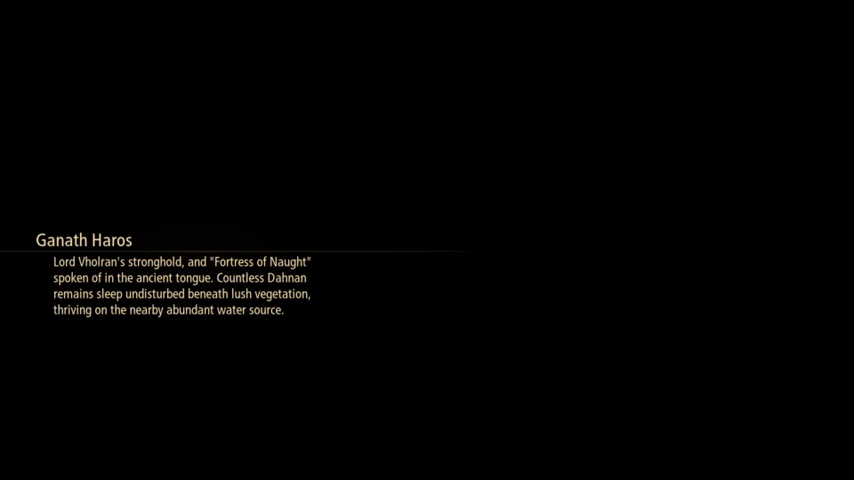 Ganath Haros
Lord Vholran's stronghold, and "Fortress of Naught"
spoken of in the ancient tongue. Countless Dahnan
remains sleep undisturbed beneath lush vegetation,
thriving on the nearby abundant water source.